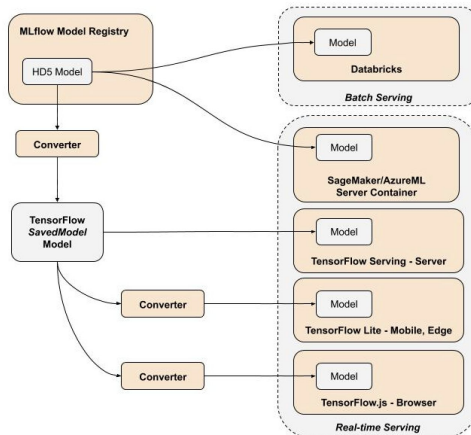 MLflow Model Registry
HD5 Model
Model
Databricks
Batch Serving
Converter
Model
SageMaker/AzureML
Server Container
TensorFlow
SavedModel
Model
Model
TensorFlow Serving - Server
Converter
Model
TensorFlow Lite - Mobile, Edge
Converter
Model
TensorFlow.js - Browser
Real-time Serving